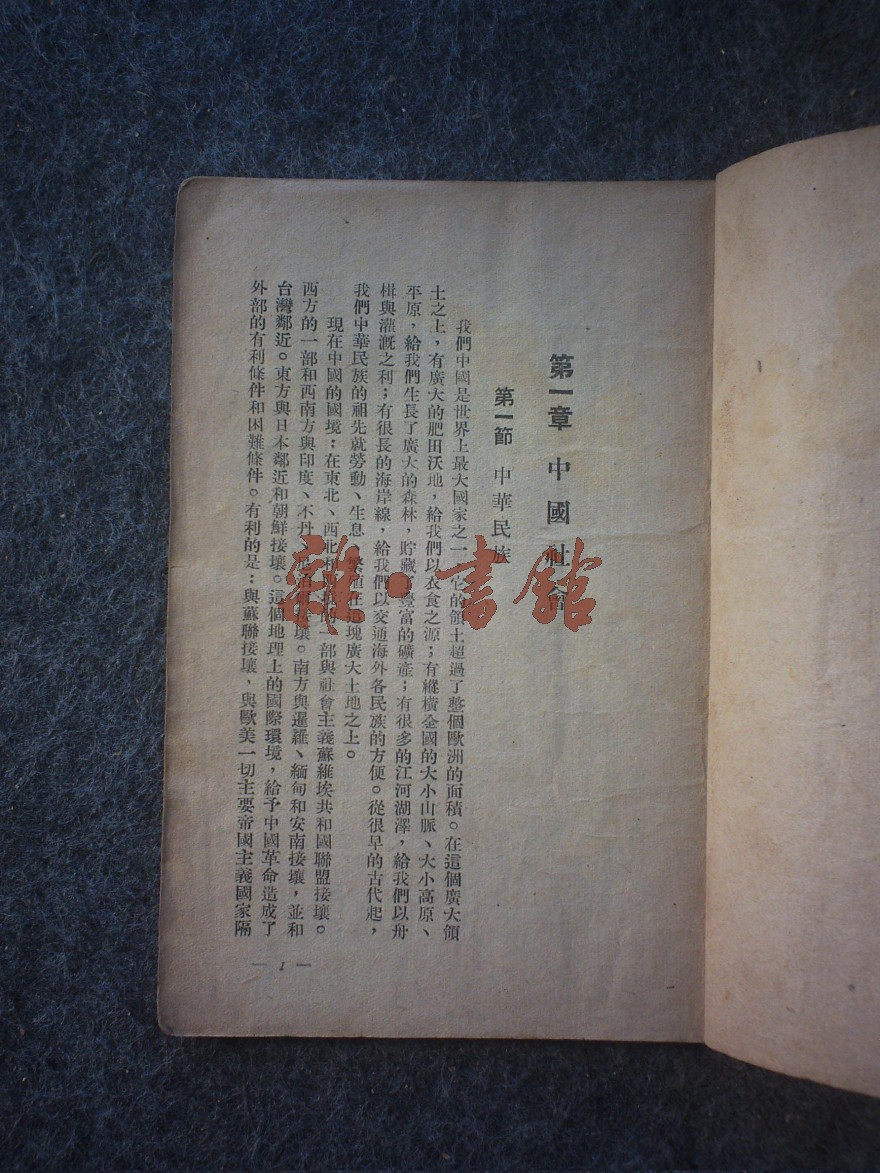 第一章 中國社會
第一節 中華民族
我們中國是世界上最大國家之一，它的領土超過了整個歐洲的面積。在這個廣大領
土之上，有廣大的肥田沃地，給我們以衣食之源；有縱橫全國的大小山脈、大小高原、
平原，給我們生長了廣大的森林，貯藏了豐富的礦產；有很多的江河湖澤，給我們以舟
楫與灌漑之利；有很長的海岸線，給我們以交通海外各民族的方便。從很早的古代起，
我們中華民族的祖先就勞動、生息、繁殖在這塊廣大土地之上。
現在中國的國境：在東北、西北和西方的一部與社會主義蘇維埃共和國聯盟接壤。
西方的一部和西南方與印度、不丹、尼泊爾接壤。南方與暹羅、緬甸和安南接壤，並和
台灣鄰近。東方與日本鄰近和朝鮮接壤。這個地理上的國際環境，給予中國革命造成了
外部的有利條件和困難條件。有利的是：與蘇聯接壤，與歐美一切主要帝國主義國家隔
— 1 —
雜·書館